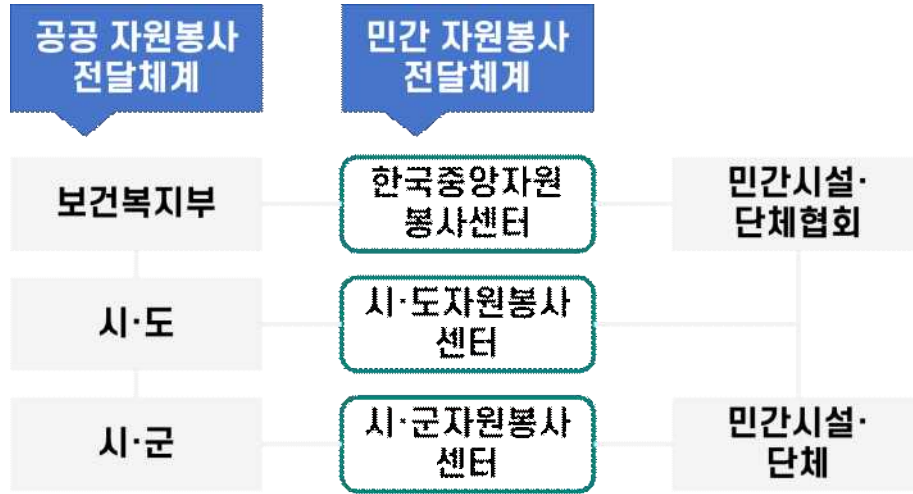 공공 자원봉사
전달체계
민간 자원봉사
전달체계
보건복지부
한국중앙자원
봉사센터
민간시설·
단체협회
시·도
시·도자원봉사
센터
시·군
시·군자원봉사
센터
민간시설·
단체